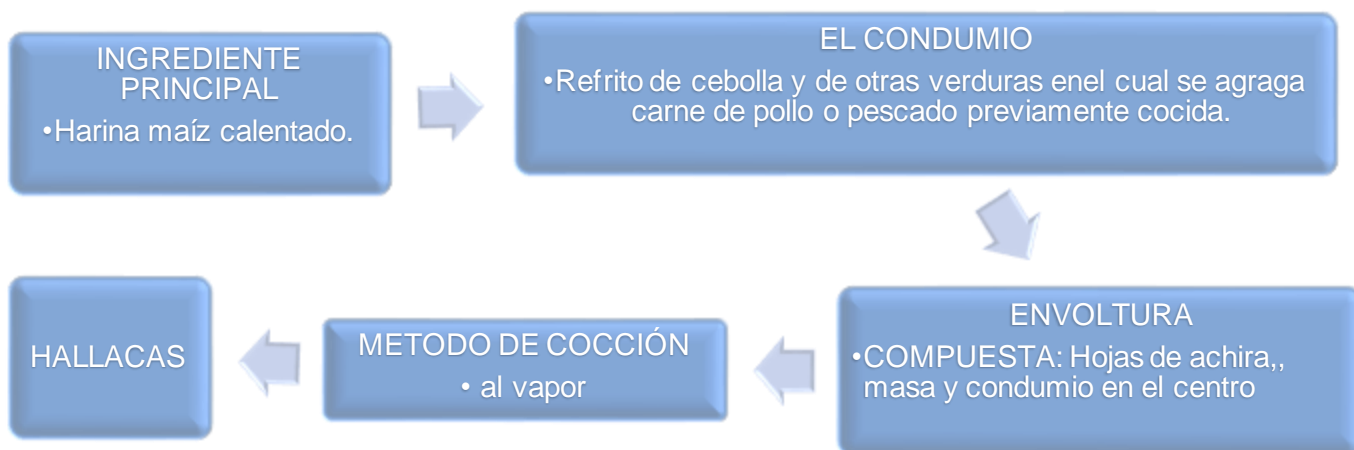 INGREDIENTE
PRINCIPAL
•Harina maíz calentado.
EL CONDUMIO
•Refrito de cebolla y de otras verduras enel cual se agraga
carne de pollo o pescado previamente cocida.
ENVOLTURA
•COMPUESTA: Hojas de achira,,
masa y condumio en el centro
METODO DE COCCIÓN
• al vapor
HALLACAS